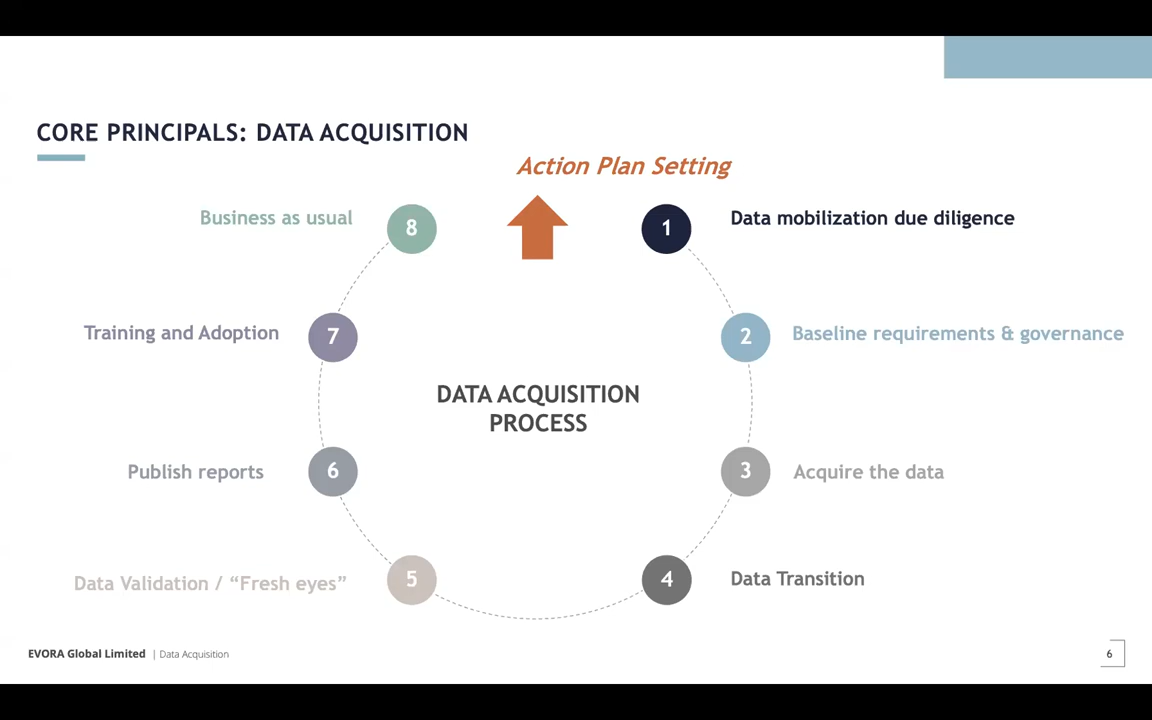 CORE PRINCIPALS: DATA ACQUISITION
Action Plan Setting
1 Data mobilization due diligence
2 Baseline requirements & governance
3 Acquire the data
4 Data Transition
Data Validation / “Fresh eyes” 5
Publish reports 6
Training and Adoption 7
Business as usual 8
DATA ACQUISITION
PROCESS
EVORA Global Limited | Data Acquisition
6